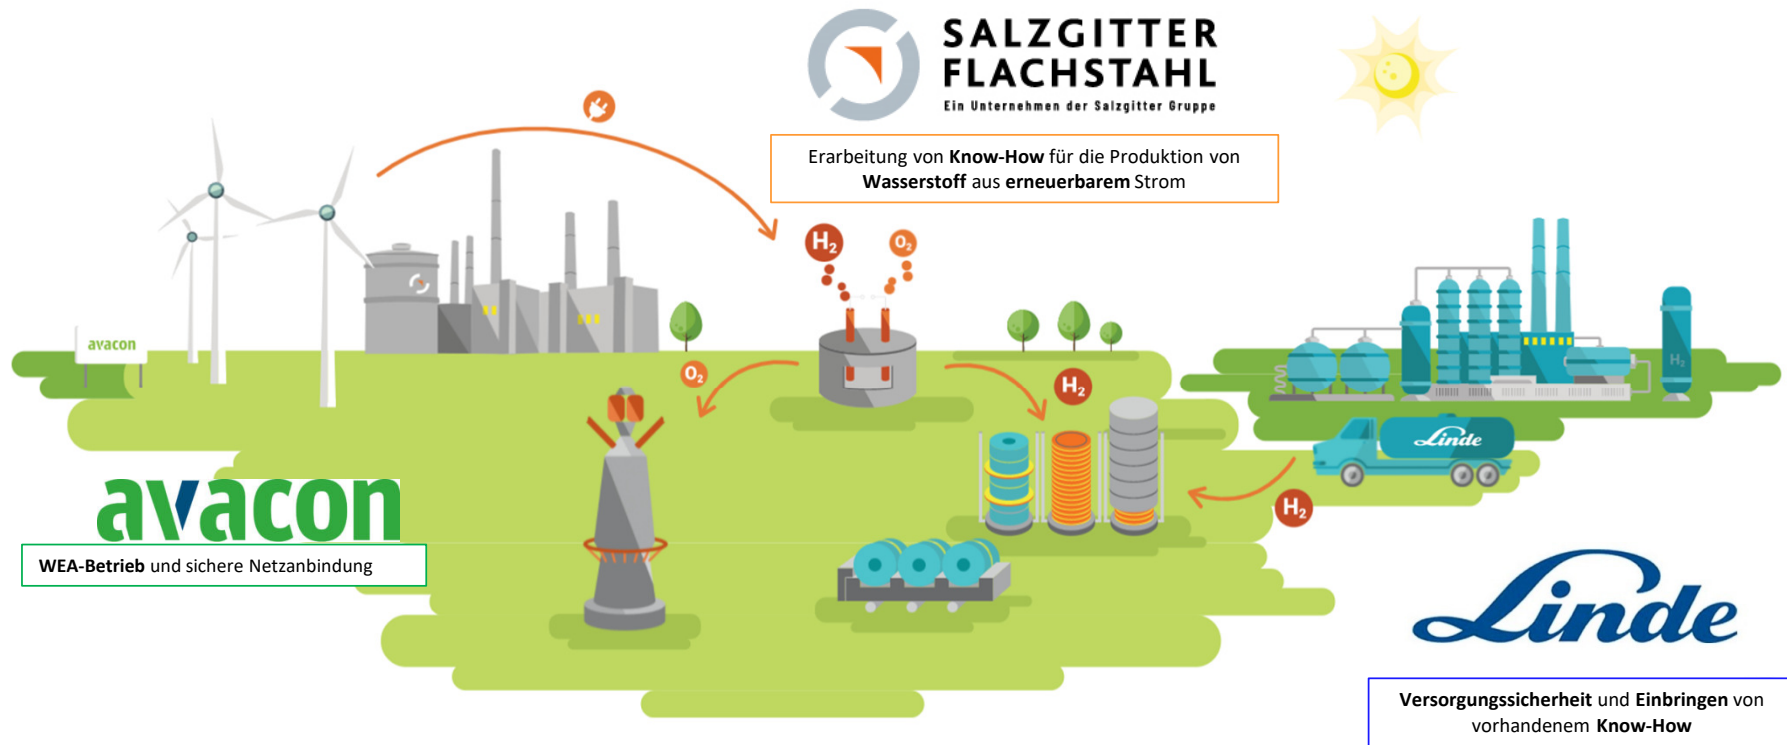 SALZGITTER
FLACHSTAHL
Ein Unternehmen der Salzgitter Gruppe
Erarbeitung von Know-How für die Produktion von
Wasserstoff aus erneuerbarem Strom
H₂
O₂
avacon
O₂
H₂
H₂
Linde
H₂
avacon
WEA-Betrieb und sichere Netzanbindung
Linde
Versorgungssicherheit und Einbringen von
vorhandenem Know-How